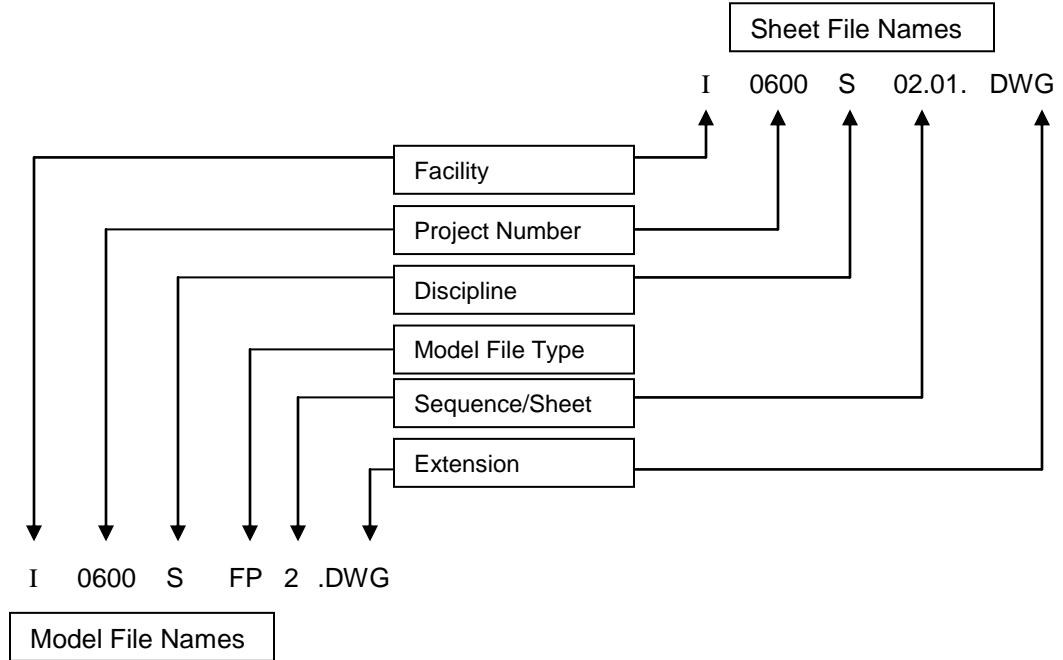 Sheet File Names
I 0600 S 02.01. DWG
Facility
Project Number
Discipline
Model File Type
Sequence/Sheet
Extension
I 0600 S FP 2 .DWG
Model File Names